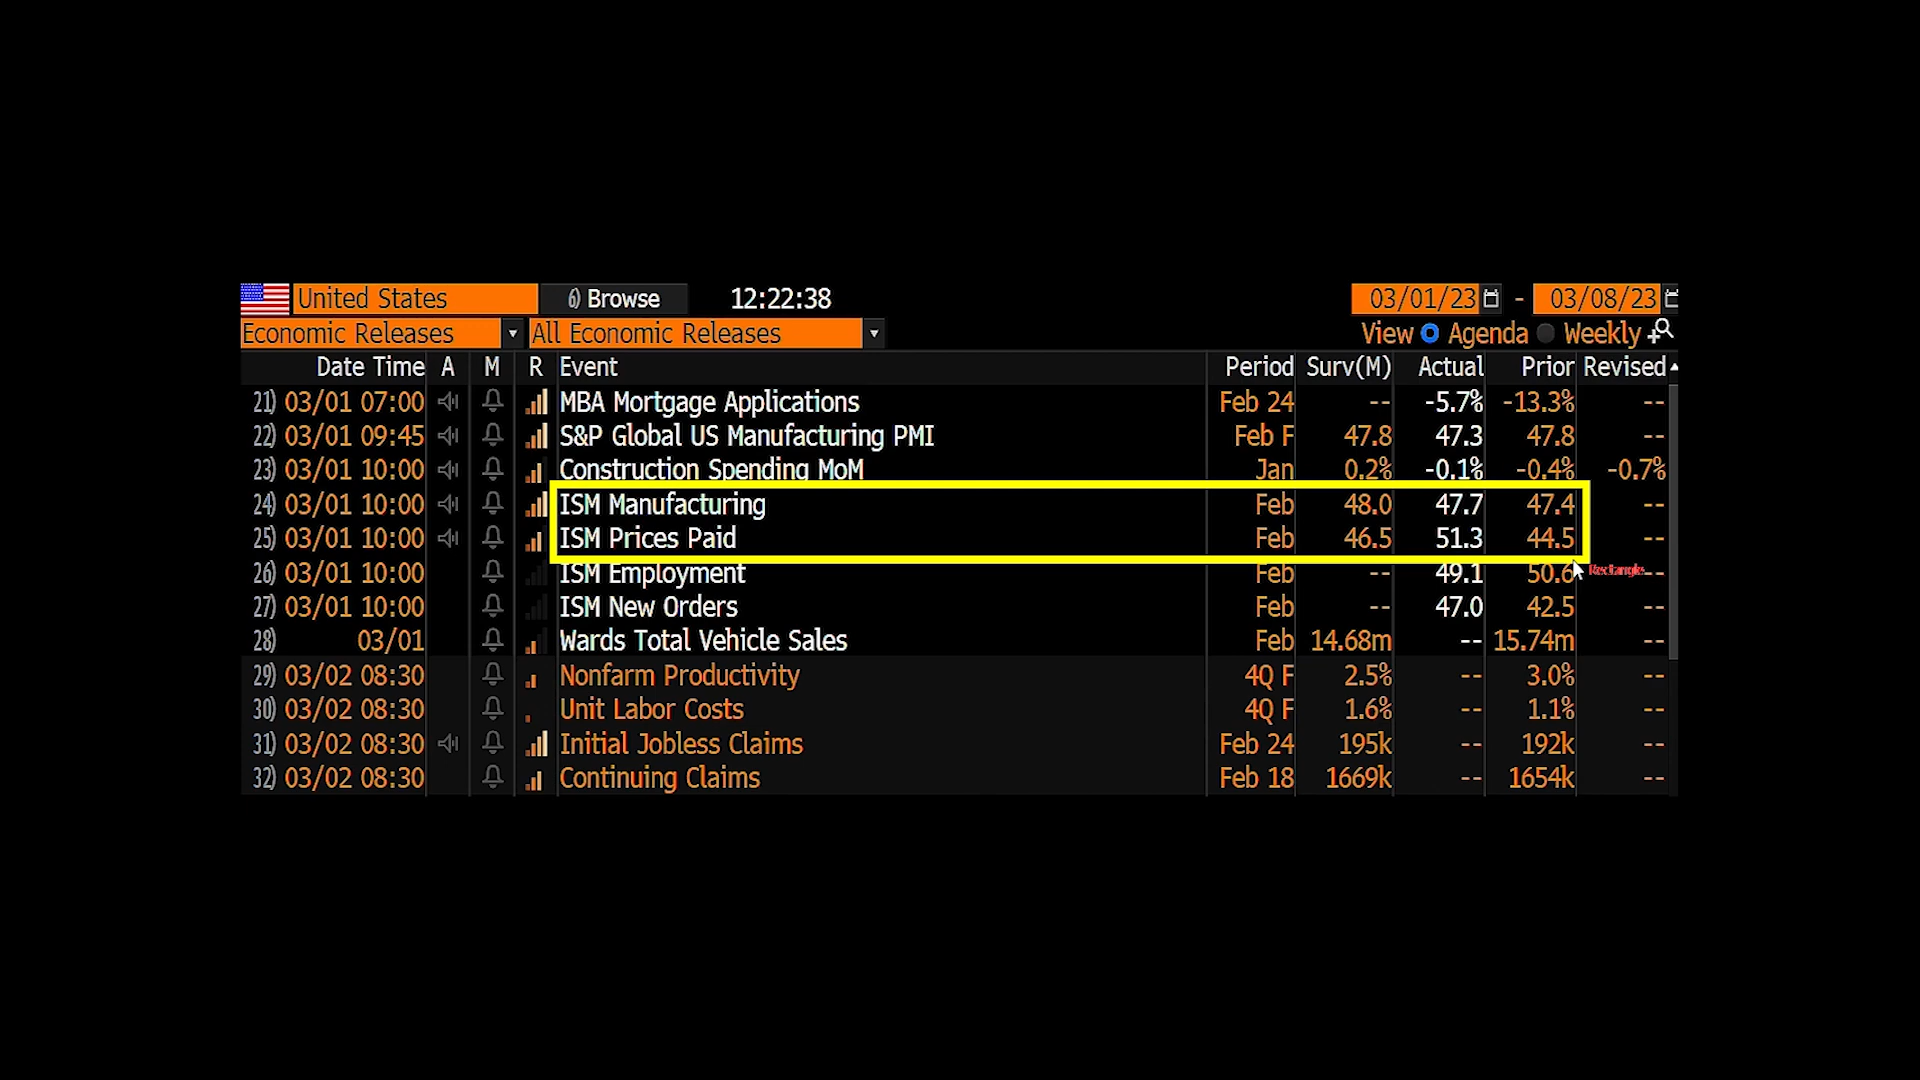 United States 6) Browse 12:22:38 03/01/23 - 03/08/23
Economic Releases All Economic Releases View Agenda Weekly
Date Time A M R Event Period Surv(M) Actual Prior Revised
21) 03/01 07:00 MBA Mortgage Applications Feb 24 -- -5.7% -13.3% --
22) 03/01 09:45 S&P Global US Manufacturing PMI Feb F 47.8 47.3 47.8 --
23) 03/01 10:00 Construction Spending MoM Jan 0.2% -0.1% -0.4% -0.7%
24) 03/01 10:00 ISM Manufacturing Feb 48.0 47.7 47.4 --
25) 03/01 10:00 ISM Prices Paid Feb 46.5 51.3 44.5 --
26) 03/01 10:00 ISM Employment Feb -- 49.1 50.6 Rectangle --
27) 03/01 10:00 ISM New Orders Feb -- 47.0 42.5 --
28) 03/01 Wards Total Vehicle Sales Feb 14.68m -- 15.74m --
29) 03/02 08:30 Nonfarm Productivity 4Q F 2.5% -- 3.0% --
30) 03/02 08:30 Unit Labor Costs 4Q F 1.6% -- 1.1% --
31) 03/02 08:30 Initial Jobless Claims Feb 24 195k -- 192k --
32) 03/02 08:30 Continuing Claims Feb 18 1669k -- 1654k --